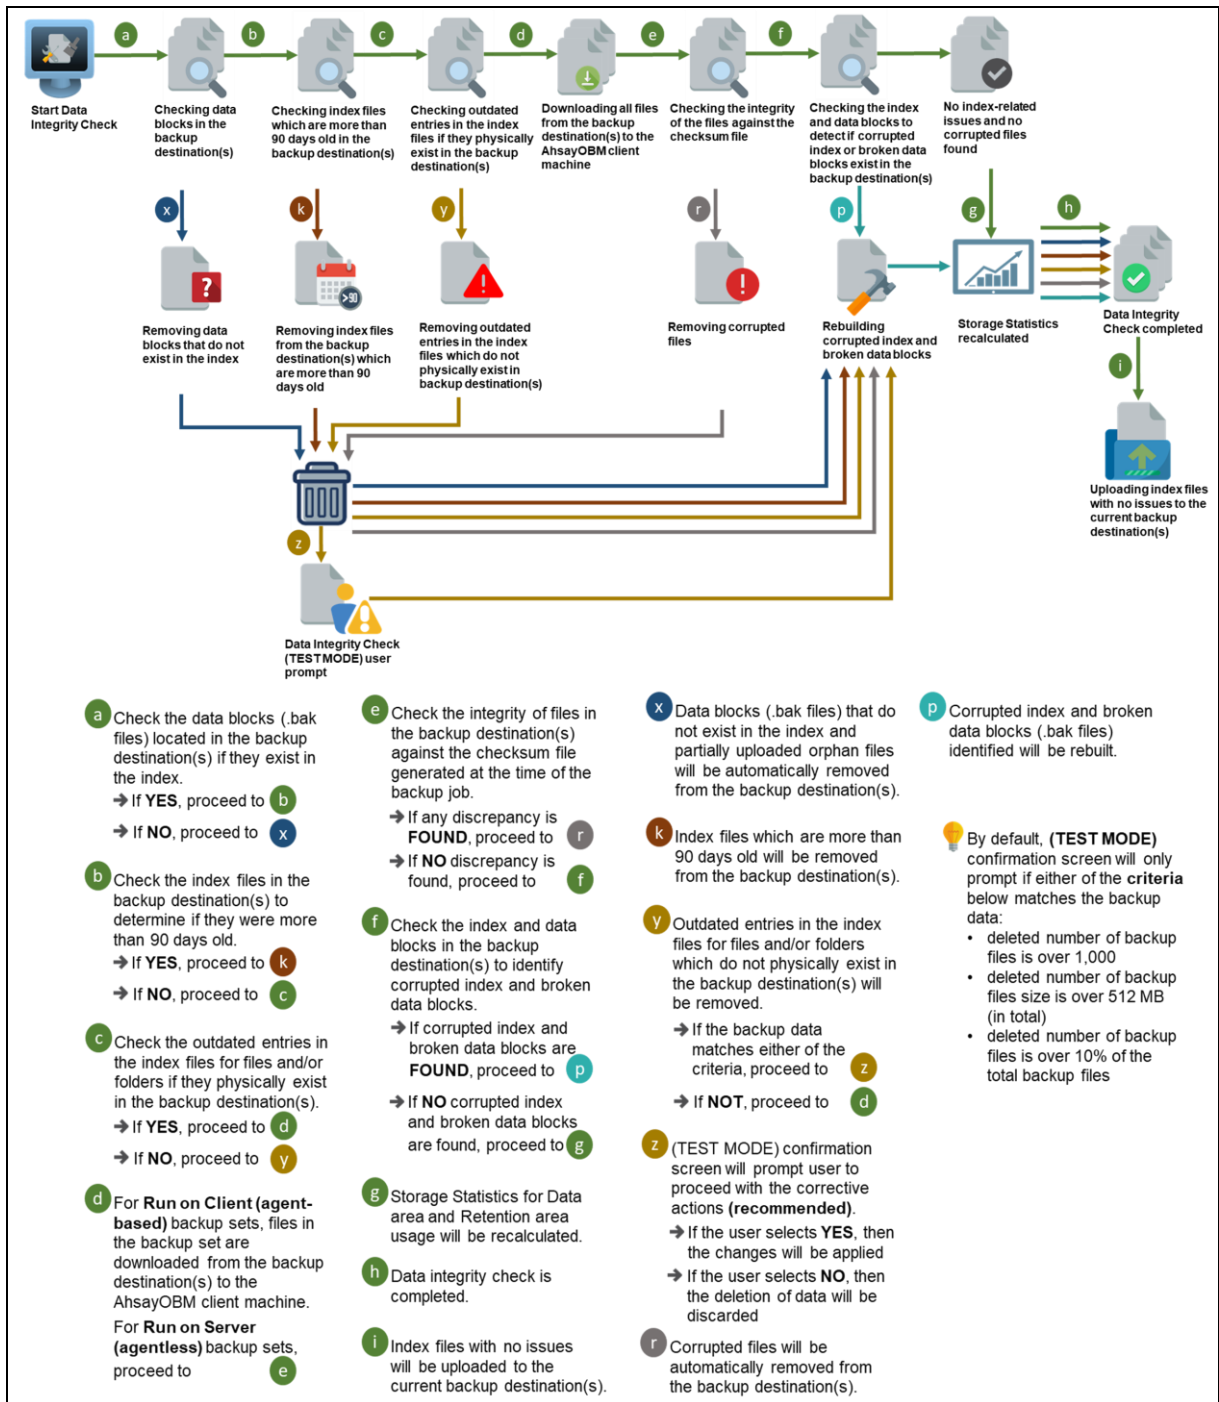 a
b
c
d
e
f
Start Data
Integrity Check
Checking data
blocks in the
backup
destination(s)
Checking index files
which are more than
90 days old in the
backup destination(s)
Checking outdated
entries in the index
files if they physically
exist in the backup
destination(s)
Downloading all files
from the backup
destination(s) to the
AhsayOBM client
machine
Checking the integrity
of the files against the
checksum file
Checking the index
and data blocks to
detect if corrupted
index or broken data
blocks exist in the
backup destination(s)
No index-related
issues and no
corrupted files
found
x
k
y
r
p
g
h
?
>90
!
!
Removing data
blocks that do not
exist in the index
Removing index files
from the backup
destination(s) which
are more than 90
days old
Removing outdated
entries in the index
files which do not
physically exist in
backup destination(s)
Removing corrupted
files
Rebuilding
corrupted index and
broken data blocks
Storage Statistics
recalculated
Data Integrity
Check completed
i
Uploading index files
with no issues to the
current backup
destination(s)
z
!
Data Integrity Check
(TEST MODE) user
prompt
a
Check the data blocks (.bak
files) located in the backup
destination(s) if they exist in
the index.
➔ If YES, proceed to b
➔ If NO, proceed to x
b
Check the index files in the
backup destination(s) to
determine if they were more
than 90 days old.
➔ If YES, proceed to k
➔ If NO, proceed to c
c
Check the outdated entries in
the index files for files and/or
folders if they physically exist
in the backup destination(s).
➔ If YES, proceed to d
➔ If NO, proceed to y
d
For Run on Client (agent-
based) backup sets, files in
the backup set are
downloaded from the backup
destination(s) to the
AhsayOBM client machine.
For Run on Server
(agentless) backup sets,
proceed to e
e
Check the integrity of files in
the backup destination(s)
against the checksum file
generated at the time of the
backup job.
➔ If any discrepancy is
FOUND, proceed to r
➔ If NO discrepancy is
found, proceed to f
f
Check the index and data
blocks in the backup
destination(s) to identify
corrupted index and broken
data blocks.
➔ If corrupted index and
broken data blocks are
FOUND, proceed to p
➔ If NO corrupted index
and broken data blocks
are found, proceed to g
g
Storage Statistics for Data
area and Retention area
usage will be recalculated.
h
Data integrity check is
completed.
i
Index files with no issues
will be uploaded to the
current backup destination(s).
x
Data blocks (.bak files) that do
not exist in the index and
partially uploaded orphan files
will be automatically removed
from the backup destination(s).
k
Index files which are more than
90 days old will be removed
from the backup destination(s).
y
Outdated entries in the index
files for files and/or folders
which do not physically exist in
the backup destination(s) will
be removed.
➔ If the backup data
matches either of the
criteria, proceed to z
➔ If NOT, proceed to d
z
(TEST MODE) confirmation
screen will prompt user to
proceed with the corrective
actions (recommended).
➔ If the user selects YES, then
the changes will be applied
➔ If the user selects NO, then
the deletion of data will be
discarded
r
Corrupted files will be
automatically removed from
the backup destination(s).
p
Corrupted index and broken
data blocks (.bak files)
identified will be rebuilt.
By default, (TEST MODE)
confirmation screen will only
prompt if either of the criteria
below matches the backup
data:
• deleted number of backup
files is over 1,000
• deleted number of backup
files size is over 512 MB
(in total)
• deleted number of backup
files is over 10% of the
total backup files